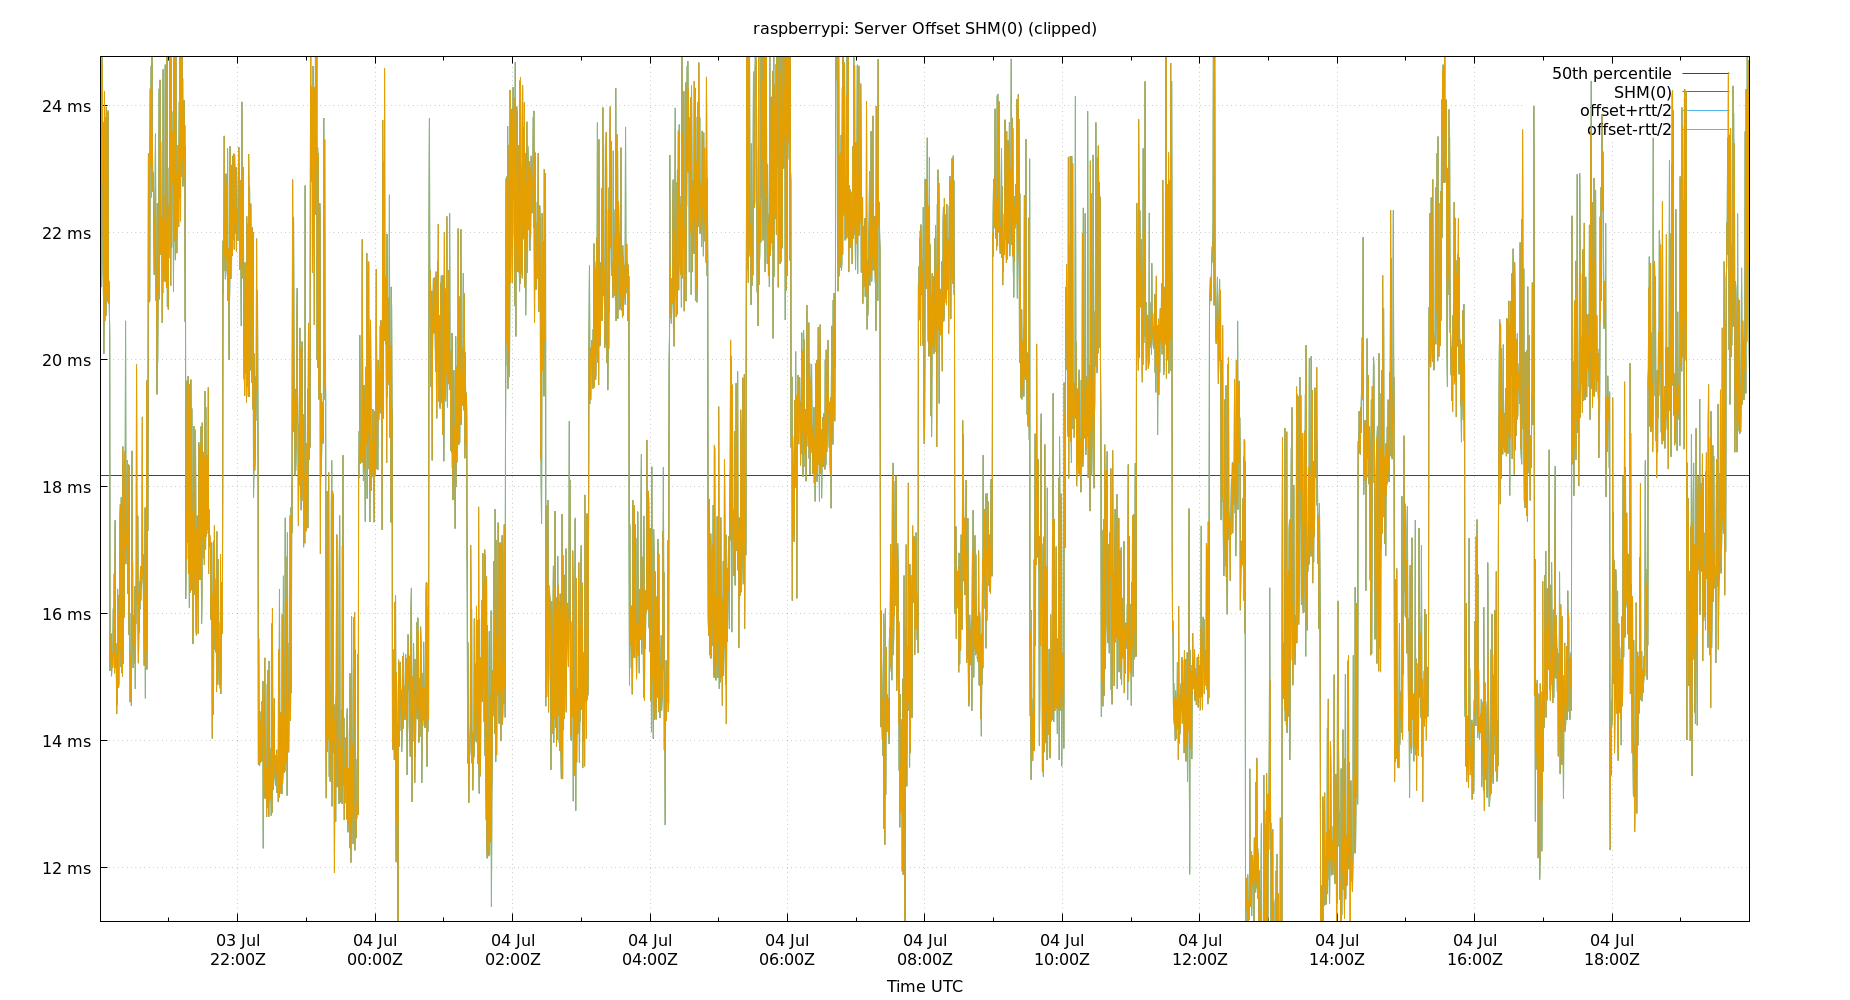 raspberrypi: Server Offset SHM(0) (clipped)
50th percentile
SHM(0)
offset+rtt/2
offset-rtt/2
24 ms
22 ms
20 ms
18 ms
16 ms
14 ms
12 ms
03 Jul 04 Jul 04 Jul 04 Jul 04 Jul 04 Jul 04 Jul 04 Jul 04 Jul 04 Jul 04 Jul
22:00Z 00:00Z 02:00Z 04:00Z 06:00Z 08:00Z 10:00Z 12:00Z 14:00Z 16:00Z 18:00Z
Time UTC